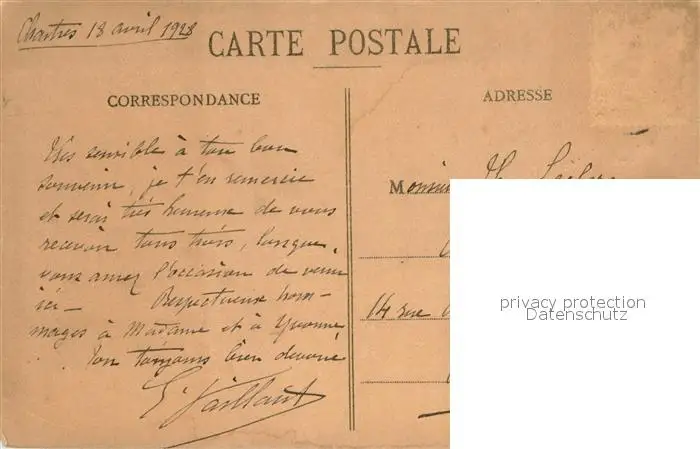 Chartres 18 avril 1928
CARTE POSTALE
CORRESPONDANCE
ADRESSE
Très sensible à ton bon
souvenir, je t'en remercie
et serai très heureux de vous
recevoir tous trois, lorsque
vous aurez l'occasion de venir
ici — Respectueux hom-
mages à Madame et à Yvonne
Ton toujours bien dévoué
G. Vaillant
Monsieur
14 rue
privacy protection
Datenschutz